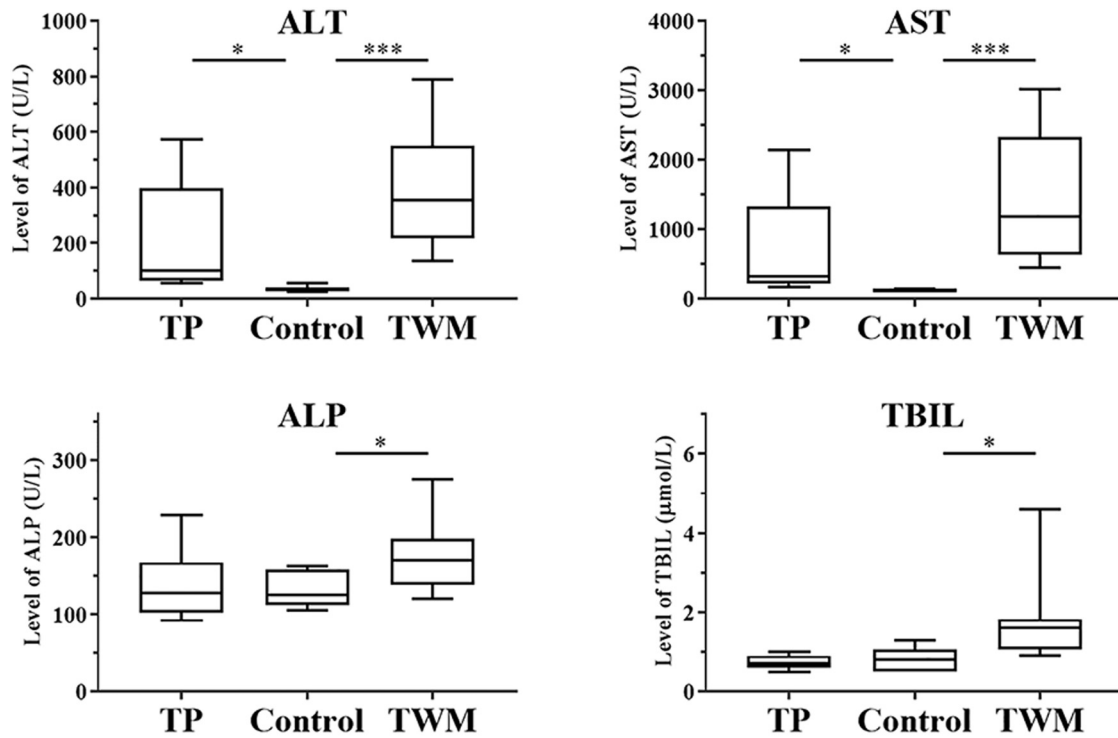 ALT
* ***
Level of ALT (U/L)
1000
800
600
400
200
0
TP Control TWM
AST
* ***
Level of AST (U/L)
4000
3000
2000
1000
0
TP Control TWM
ALP
*
Level of ALP (U/L)
300
200
100
0
TP Control TWM
TBIL
*
Level of TBIL (μmol/L)
6
4
2
0
TP Control TWM